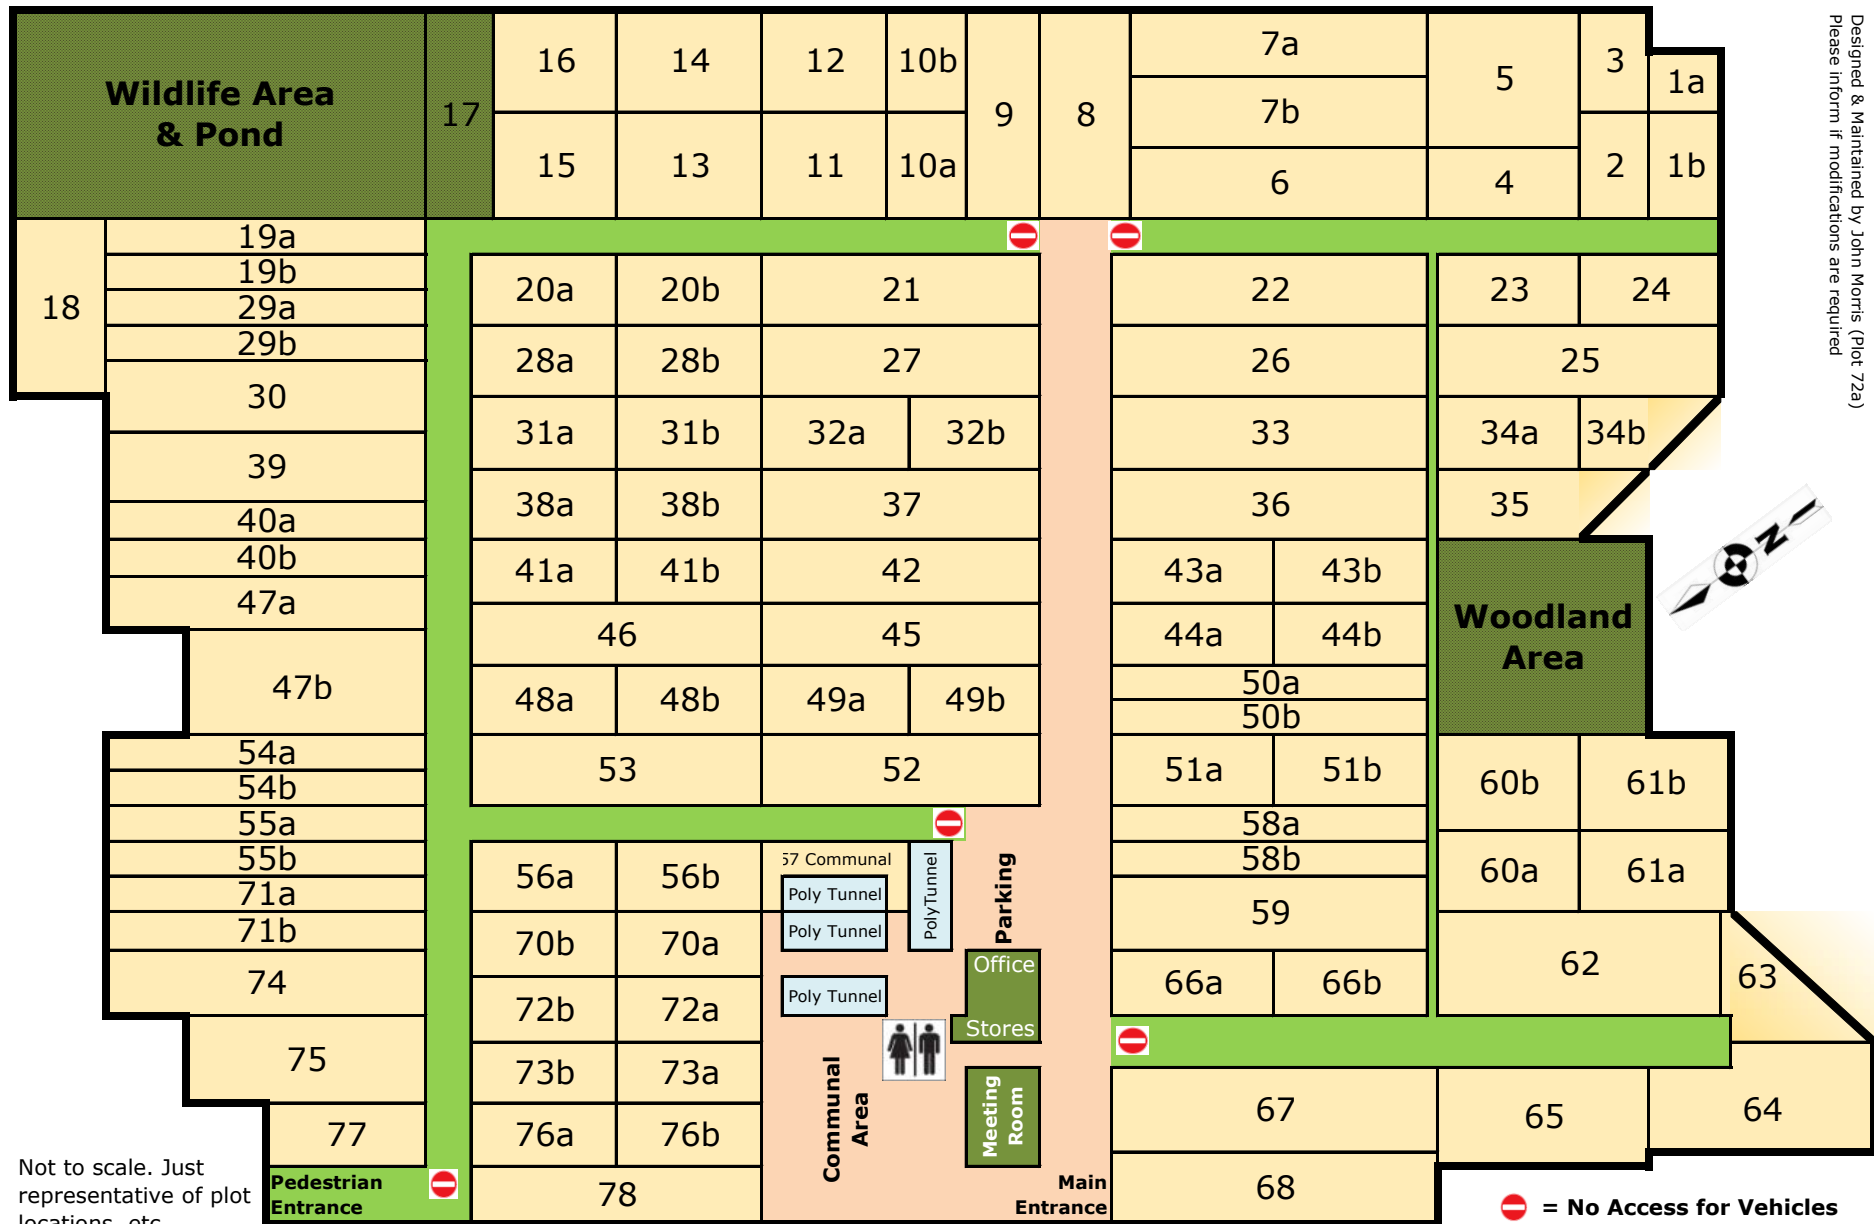 Wildlife Area
& Pond
17
16
14
12
10b
9
8
7a
5
3
1a
7b
15
13
11
10a
6
4
2
1b
Designed & Maintained by John Morris (Plot 72a)
Please inform if modifications are required
18
19a
19b
29a
29b
30
39
40a
40b
47a
47b
54a
54b
55a
55b
71a
71b
74
75
77
20a
20b
21
22
23
24
28a
28b
27
26
25
31a
31b
32a
32b
33
34a
34b
38a
38b
37
36
35
41a
41b
42
43a
43b
N
46
45
44a
44b
Woodland
Area
48a
48b
49a
49b
50a
50b
53
52
51a
51b
60b
61b
58a
58b
60a
61a
56a
56b
57 Communal
Poly Tunnel
Poly Tunnel
PolyTunnel
Parking
59
70b
70a
Office
Stores
62
63
72b
72a
Poly Tunnel
66a
66b
73b
73a
Communal
Area
Meeting
Room
67
65
64
76a
76b
78
68
Pedestrian
Entrance
Main
Entrance
Not to scale. Just
representative of plot
locations, etc
= No Access for Vehicles